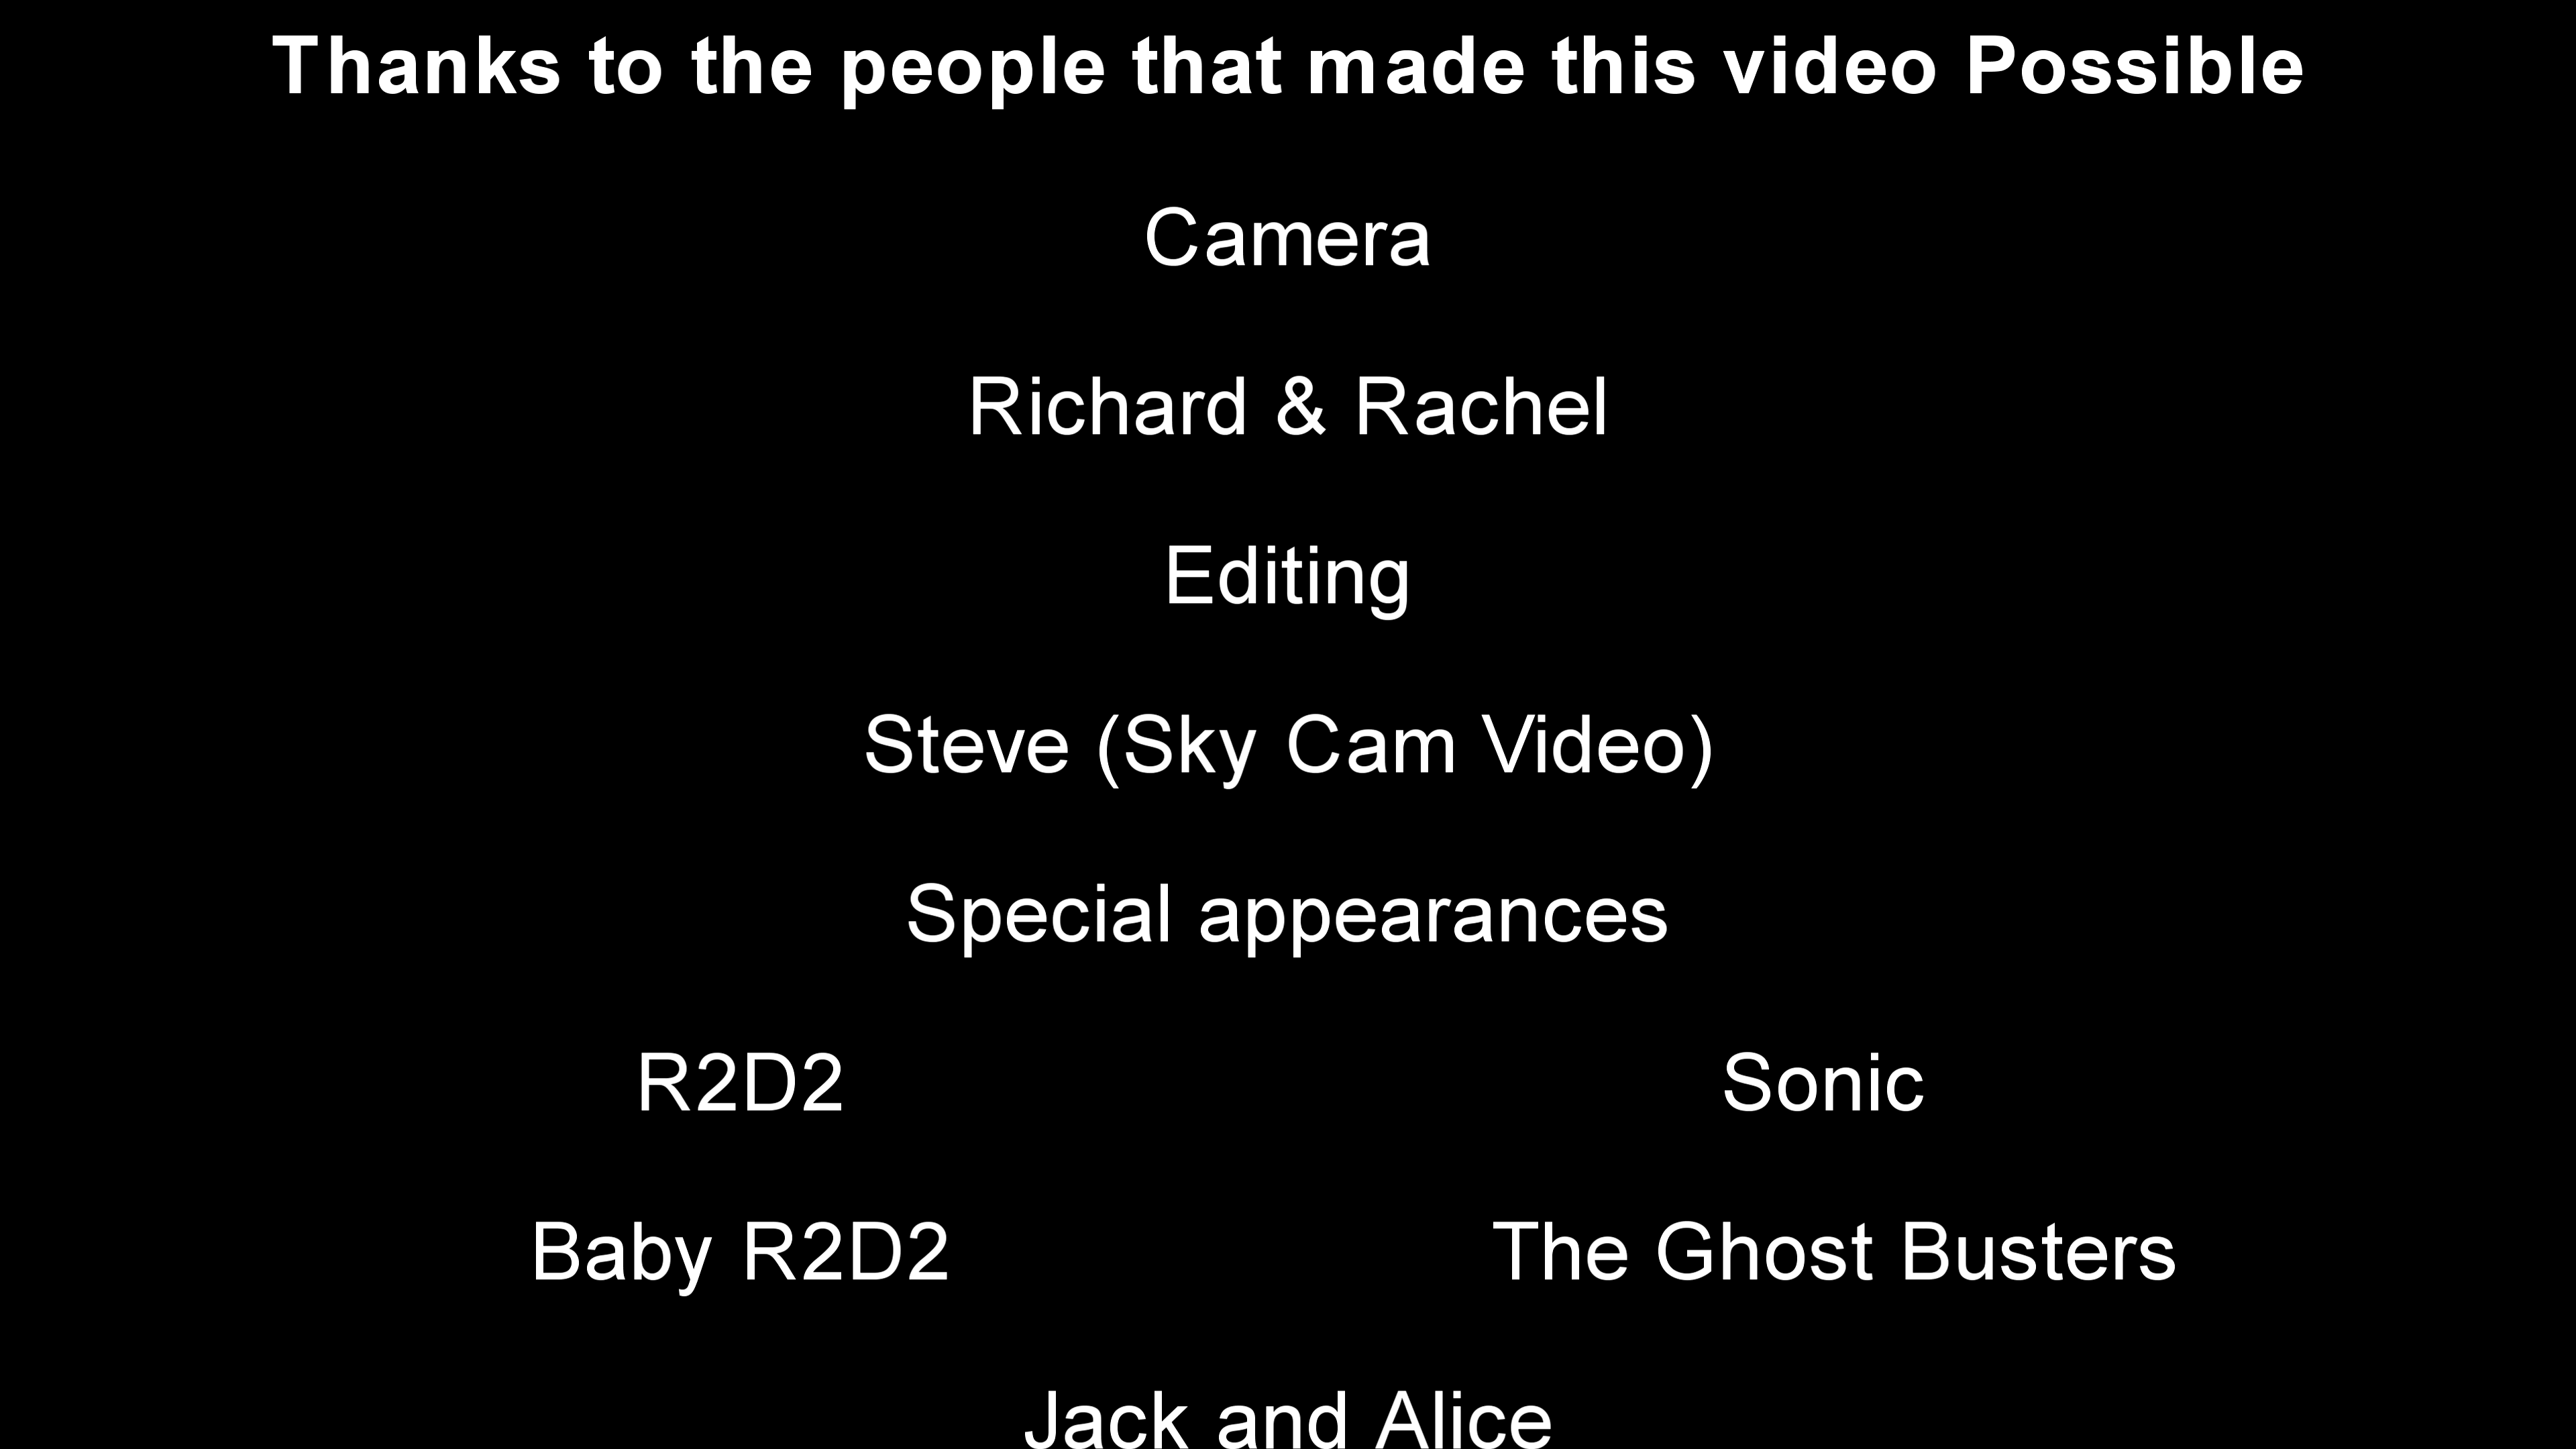 Thanks to the people that made this video Possible
Camera
Richard & Rachel
Editing
Steve (Sky Cam Video)
Special appearances
R2D2 Sonic
Baby R2D2 The Ghost Busters
Jack and Alice